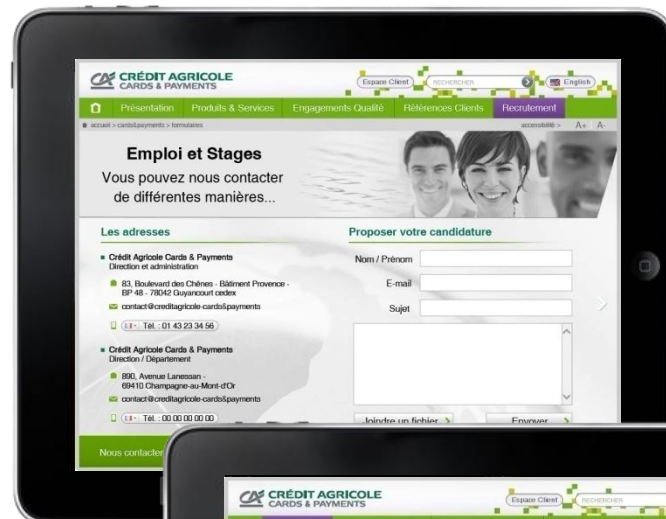 CRÉDIT AGRICOLE
CARDS & PAYMENTS
Espace Client
RECHERCHER
English
Présentation
Produits & Services
Engagements Qualité
Références Clients
Recrutement
accueil > cards&payments > formulaires
accessibilité >
A+
A-
Emploi et Stages
Vous pouvez nous contacter
de différentes manières...
Les adresses
Crédit Agricole Cards & Payments
Direction et administration
83, Boulevard des Chênes - Bâtiment Provence -
BP 48 - 78042 Guyancourt cedex
contact@creditagricole-cards&payments
Tél. : 01 43 23 34 56
Crédit Agricole Cards & Payments
Direction / Département
890, Avenue Lanessan -
69410 Champagne-au-Mont-d'Or
contact@creditagricole-cards&payments
Tél. : 00 00 00 00 00
Proposer votre candidature
Nom / Prénom
E-mail
Sujet
Joindre un fichier
Envoyer
Nous contacter
CRÉDIT AGRICOLE
CARDS & PAYMENTS
Espace Client
RECHERCHER